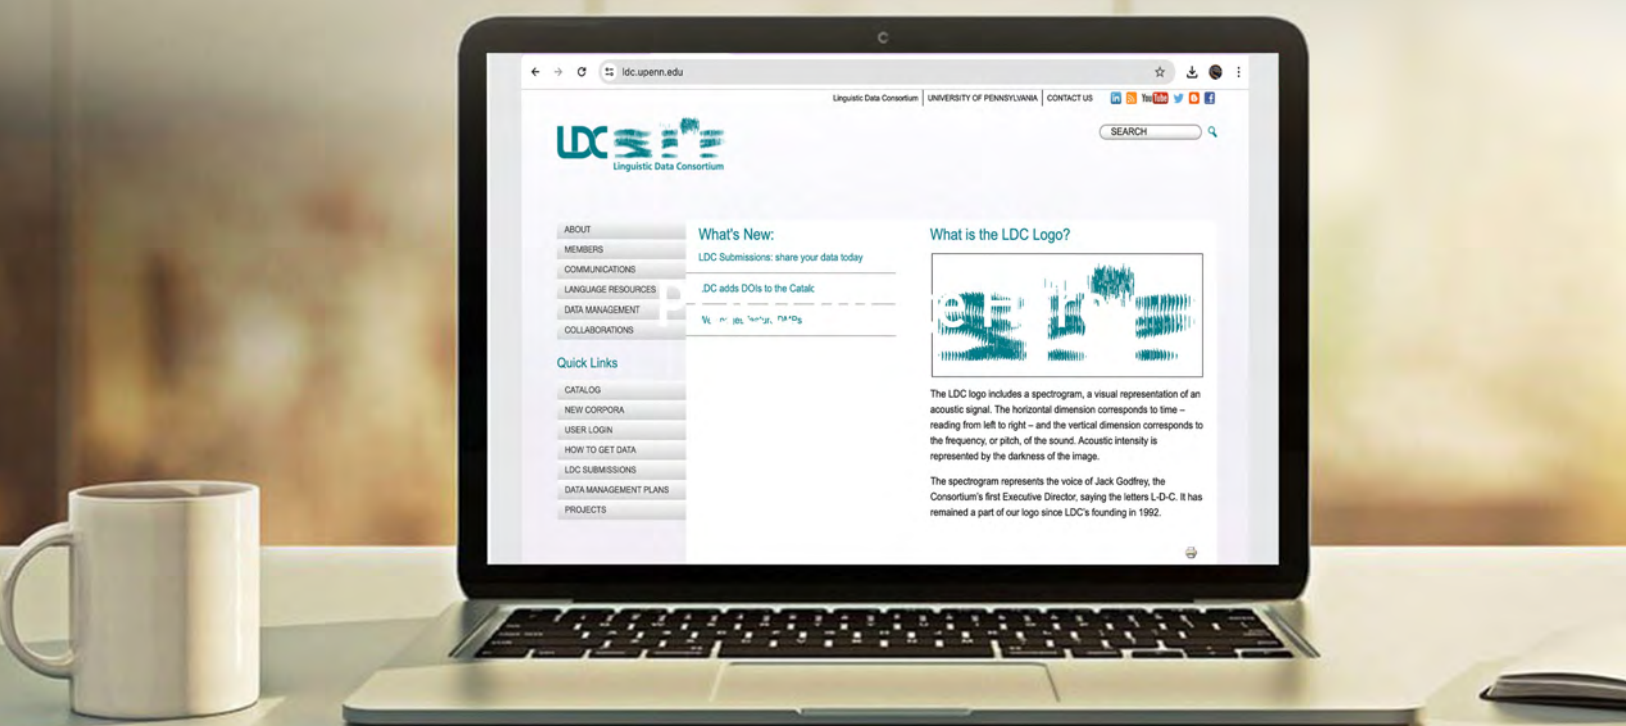 ldc.upenn.edu
Linguistic Data Consortium | UNIVERSITY OF PENNSYLVANIA | CONTACT US You Tube
LDC
Linguistic Data Consortium
SEARCH
ABOUT
MEMBERS
COMMUNICATIONS
LANGUAGE RESOURCES
DATA MANAGEMENT
COLLABORATIONS
Quick Links
CATALOG
NEW CORPORA
USER LOGIN
HOW TO GET DATA
LDC SUBMISSIONS
DATA MANAGEMENT PLANS
PROJECTS
What's New:
LDC Submissions: share your data today
adds DOIs to the
What is the LDC Logo?
The LDC logo includes a spectrogram, a visual representation of an
acoustic signal. The horizontal dimension corresponds to time –
reading from left to right – and the vertical dimension corresponds to
the frequency, or pitch, of the sound. Acoustic intensity is
represented by the darkness of the image.
The spectrogram represents the voice of Jack Godfrey, the
Consortium's first Executive Director, saying the letters L-D-C. It has
remained a part of our logo since LDC's founding in 1992.